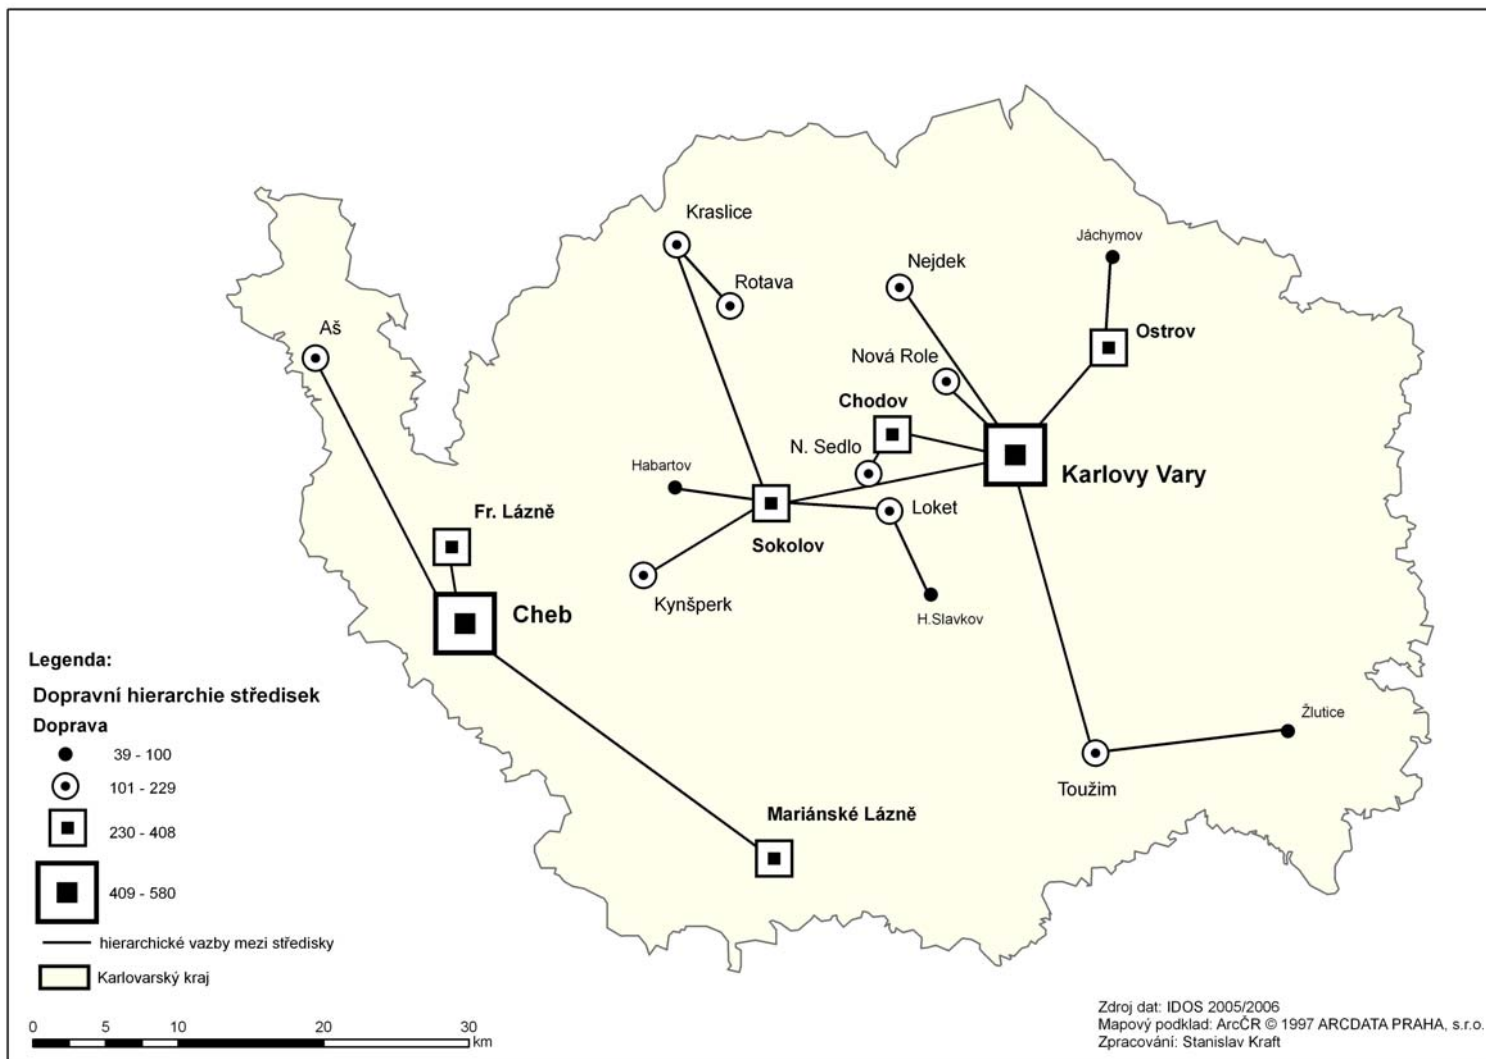 Kraslice
Jáchymov
Nejdek
Rotava
Aš
Ostrov
Nová Role
Chodov
N. Sedlo
Habartov
Karlovy Vary
Fr. Lázně
Loket
Sokolov
Kynšperk
Cheb
H.Slavkov
Žlutice
Toužim
Mariánské Lázně
Legenda:
Dopravní hierarchie středisek
Doprava
39 - 100
101 - 229
230 - 408
409 - 580
hierarchické vazby mezi středisky
Karlovarský kraj
0 5 10 20 30
km
Zdroj dat: IDOS 2005/2006
Mapový podklad: ArcČR © 1997 ARCDATA PRAHA, s.r.o.
Zpracování: Stanislav Kraft